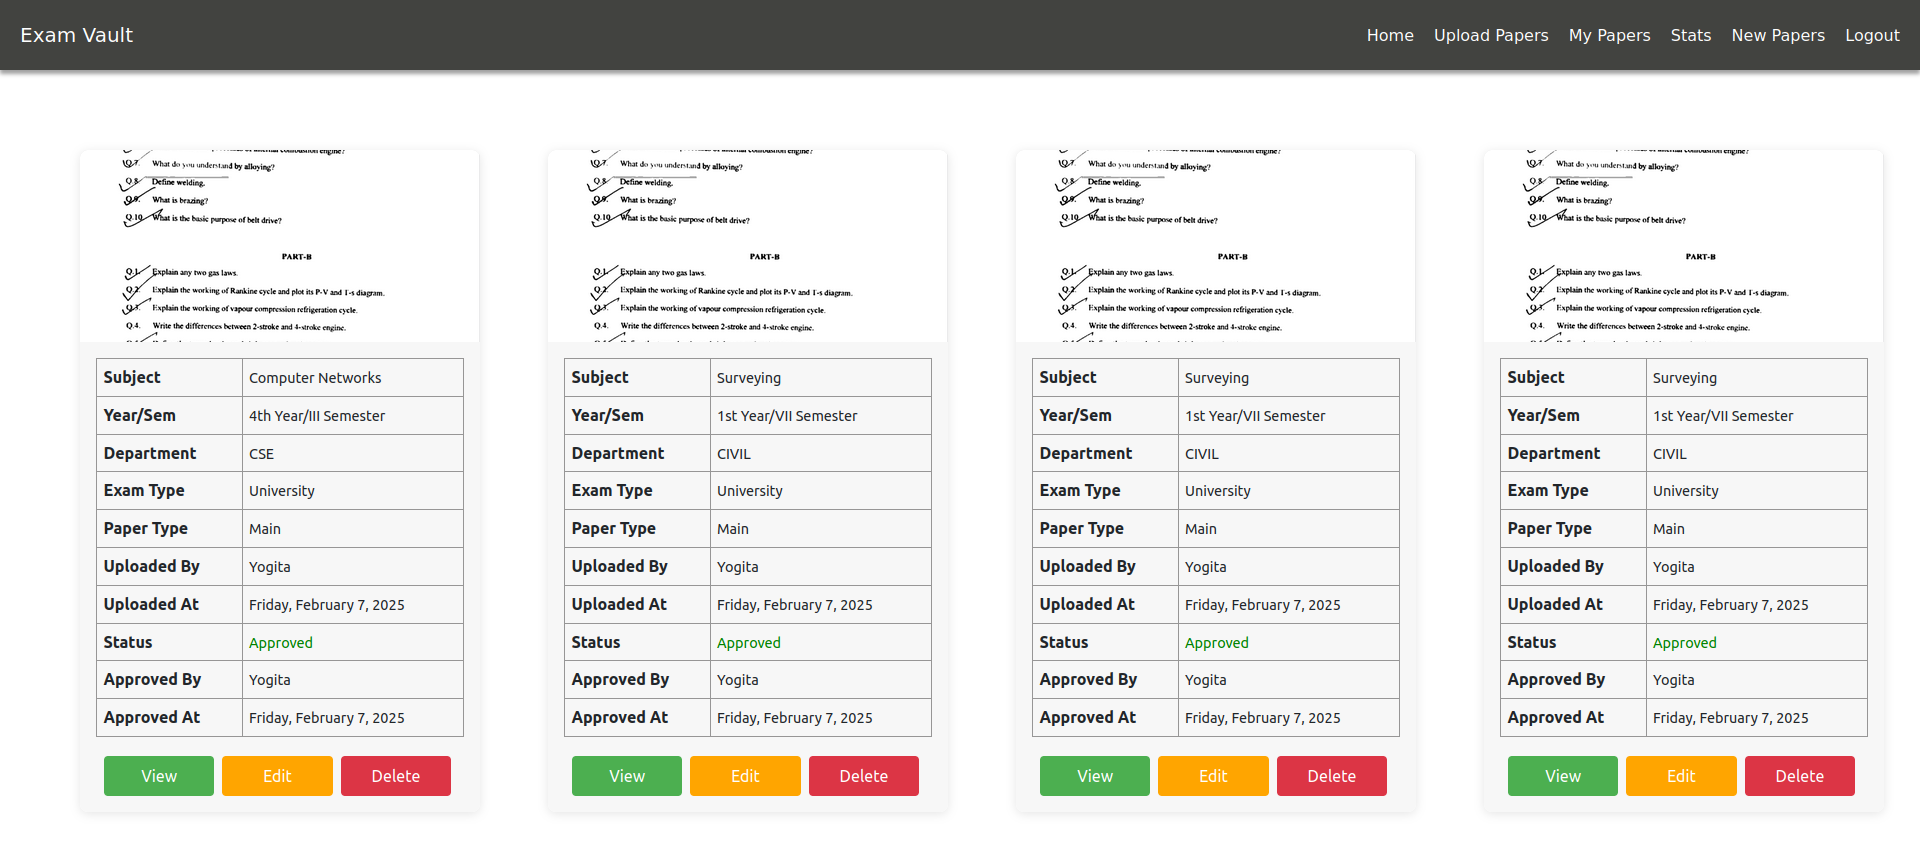 Exam Vault
Home Upload Papers My Papers Stats New Papers Logout
Q.7. What do you understand by alloying?
Q.8 Define welding.
Q.9. What is brazing?
Q.10 What is the basic purpose of belt drive?
PART-B
Q.1. Explain any two gas laws.
Q.2. Explain the working of Rankine cycle and plot its P-V and T-s diagram.
Q.3. Explain the working of vapour compression refrigeration cycle.
Q.4. Write the differences between 2-stroke and 4-stroke engine.
Subject Computer Networks
Year/Sem 4th Year/III Semester
Department CSE
Exam Type University
Paper Type Main
Uploaded By Yogita
Uploaded At Friday, February 7, 2025
Status Approved
Approved By Yogita
Approved At Friday, February 7, 2025
View Edit Delete
Q.7. What do you understand by alloying?
Q.8 Define welding.
Q.9. What is brazing?
Q.10 What is the basic purpose of belt drive?
PART-B
Q.1. Explain any two gas laws.
Q.2. Explain the working of Rankine cycle and plot its P-V and T-s diagram.
Q.3. Explain the working of vapour compression refrigeration cycle.
Q.4. Write the differences between 2-stroke and 4-stroke engine.
Subject Surveying
Year/Sem 1st Year/VII Semester
Department CIVIL
Exam Type University
Paper Type Main
Uploaded By Yogita
Uploaded At Friday, February 7, 2025
Status Approved
Approved By Yogita
Approved At Friday, February 7, 2025
View Edit Delete
Q.7. What do you understand by alloying?
Q.8 Define welding.
Q.9. What is brazing?
Q.10 What is the basic purpose of belt drive?
PART-B
Q.1. Explain any two gas laws.
Q.2. Explain the working of Rankine cycle and plot its P-V and T-s diagram.
Q.3. Explain the working of vapour compression refrigeration cycle.
Q.4. Write the differences between 2-stroke and 4-stroke engine.
Subject Surveying
Year/Sem 1st Year/VII Semester
Department CIVIL
Exam Type University
Paper Type Main
Uploaded By Yogita
Uploaded At Friday, February 7, 2025
Status Approved
Approved By Yogita
Approved At Friday, February 7, 2025
View Edit Delete
Q.7. What do you understand by alloying?
Q.8 Define welding.
Q.9. What is brazing?
Q.10 What is the basic purpose of belt drive?
PART-B
Q.1. Explain any two gas laws.
Q.2. Explain the working of Rankine cycle and plot its P-V and T-s diagram.
Q.3. Explain the working of vapour compression refrigeration cycle.
Q.4. Write the differences between 2-stroke and 4-stroke engine.
Subject Surveying
Year/Sem 1st Year/VII Semester
Department CIVIL
Exam Type University
Paper Type Main
Uploaded By Yogita
Uploaded At Friday, February 7, 2025
Status Approved
Approved By Yogita
Approved At Friday, February 7, 2025
View Edit Delete